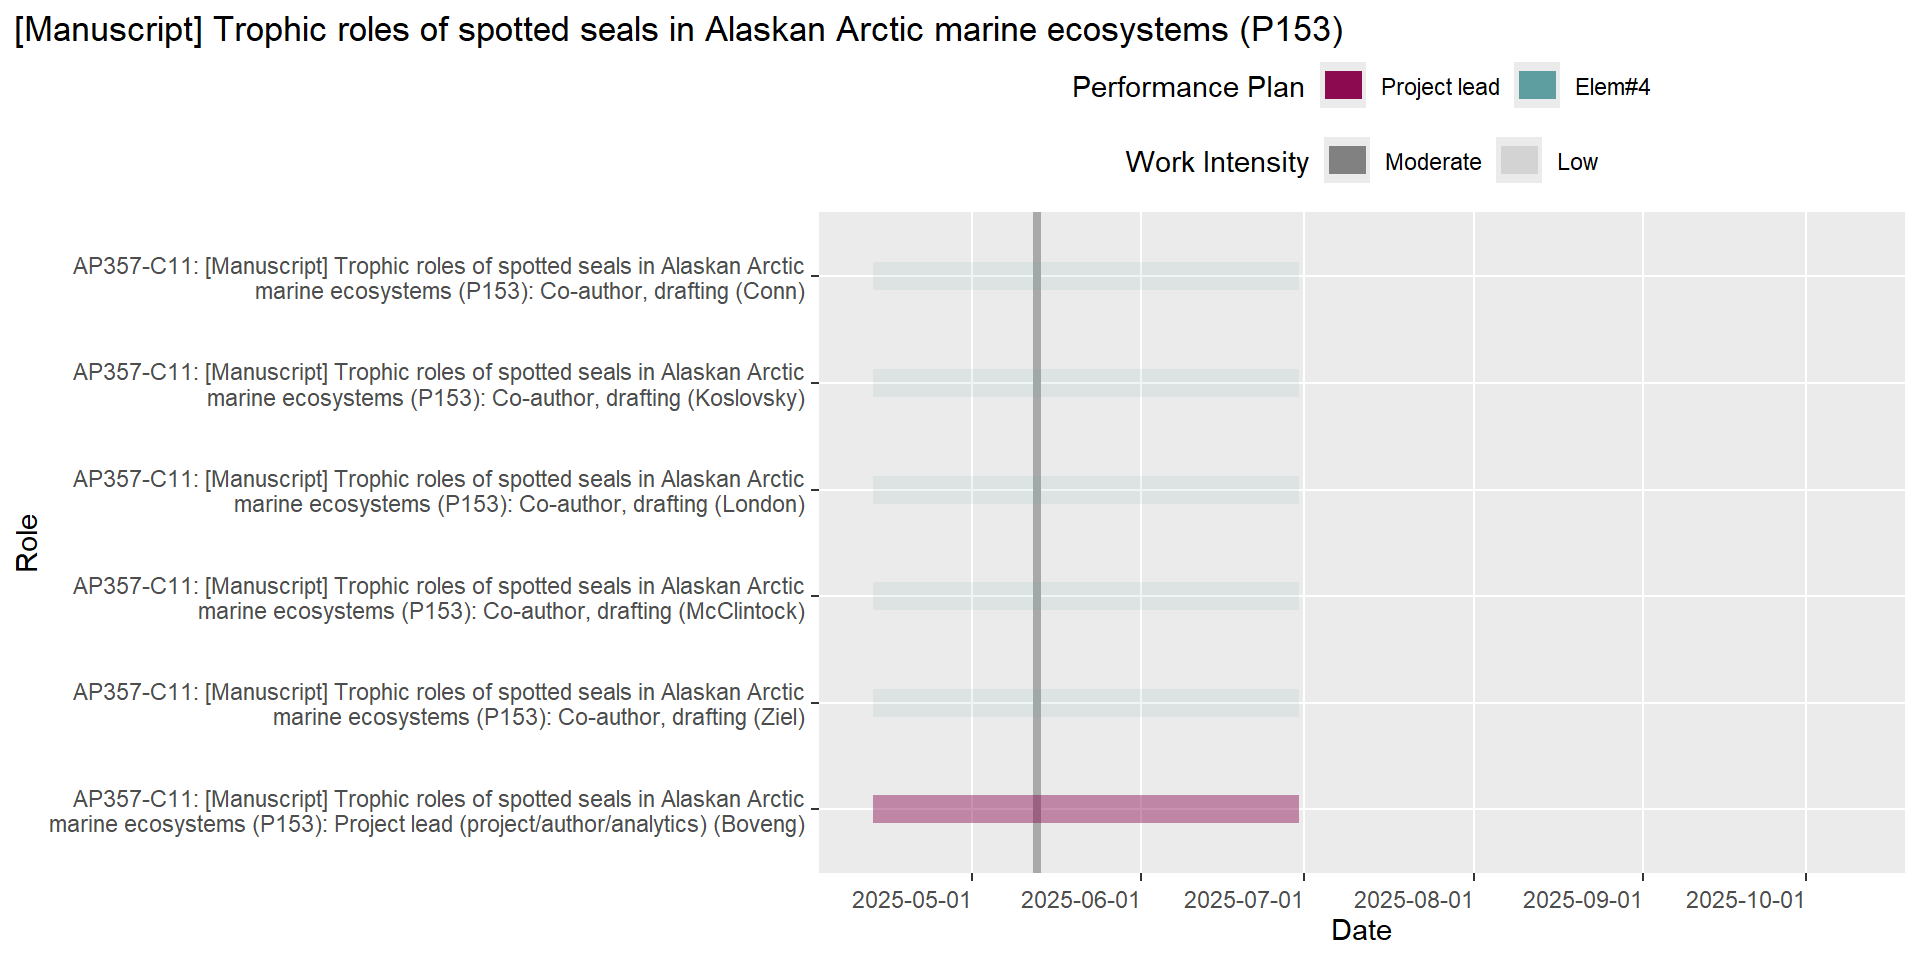 [Manuscript] Trophic roles of spotted seals in Alaskan Arctic marine ecosystems (P153)
Performance Plan Project lead Elem#4
Work Intensity Moderate Low
AP357-C11: [Manuscript] Trophic roles of spotted seals in Alaskan Arctic
marine ecosystems (P153): Co-author, drafting (Conn)
AP357-C11: [Manuscript] Trophic roles of spotted seals in Alaskan Arctic
marine ecosystems (P153): Co-author, drafting (Koslovsky)
AP357-C11: [Manuscript] Trophic roles of spotted seals in Alaskan Arctic
marine ecosystems (P153): Co-author, drafting (London)
AP357-C11: [Manuscript] Trophic roles of spotted seals in Alaskan Arctic
marine ecosystems (P153): Co-author, drafting (McClintock)
AP357-C11: [Manuscript] Trophic roles of spotted seals in Alaskan Arctic
marine ecosystems (P153): Co-author, drafting (Ziel)
AP357-C11: [Manuscript] Trophic roles of spotted seals in Alaskan Arctic
marine ecosystems (P153): Project lead (project/author/analytics) (Boveng)
Role
2025-05-01 2025-06-01 2025-07-01 2025-08-01 2025-09-01 2025-10-01
Date